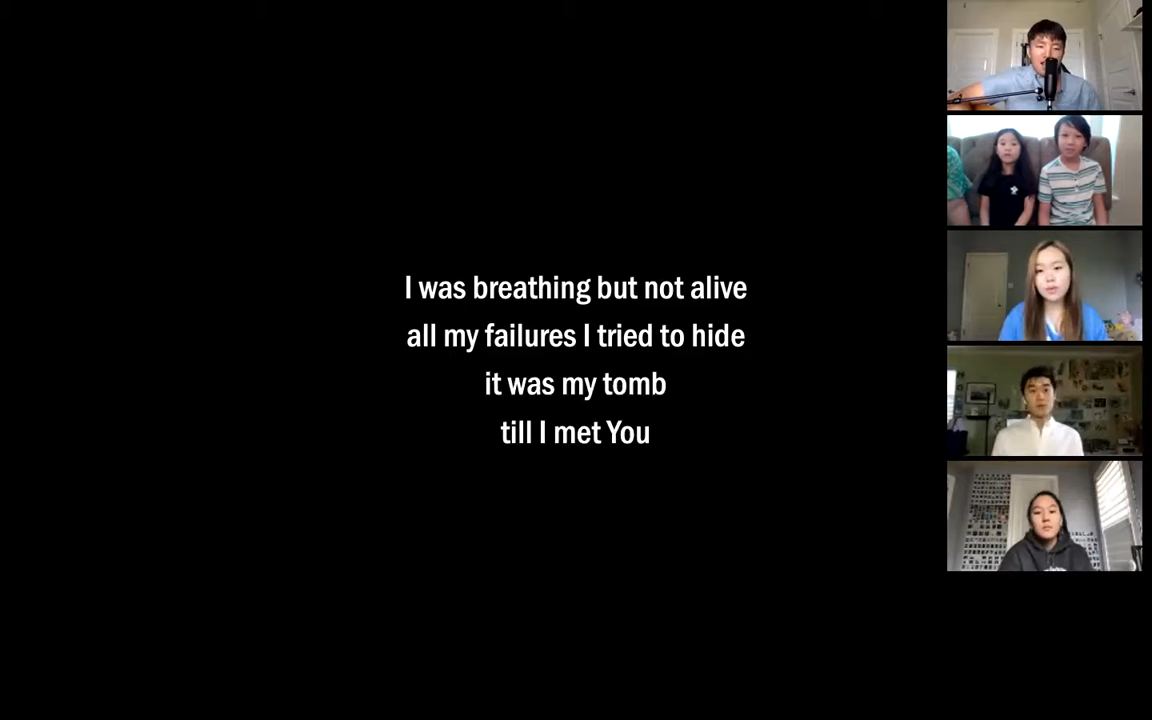 I was breathing but not alive
all my failures I tried to hide
it was my tomb
till I met You